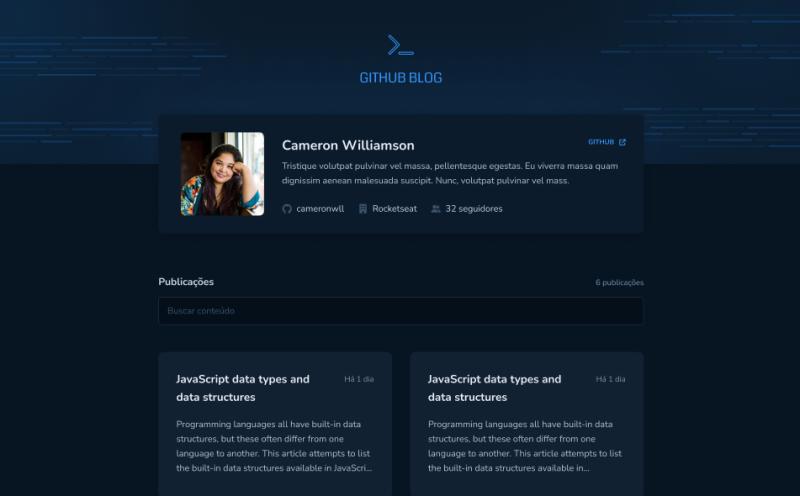 GITHUB BLOG
Cameron Williamson
GITHUB
Tristique volutpat pulvinar vel massa, pellentesque egestas. Eu viverra massa quam
dignissim aenean malesuada suscipit. Nunc, volutpat pulvinar vel mass.
cameronwll Rocketseat 32 seguidores
Publicações
6 publicações
Buscar conteúdo
JavaScript data types and
data structures
Há 1 dia
Programming languages all have built-in data
structures, but these often differ from one
language to another. This article attempts to list
the built-in data structures available in JavaScri...
JavaScript data types and
data structures
Há 1 dia
Programming languages all have built-in data
structures, but these often differ from one
language to another. This article attempts to list
the built-in data structures available in...